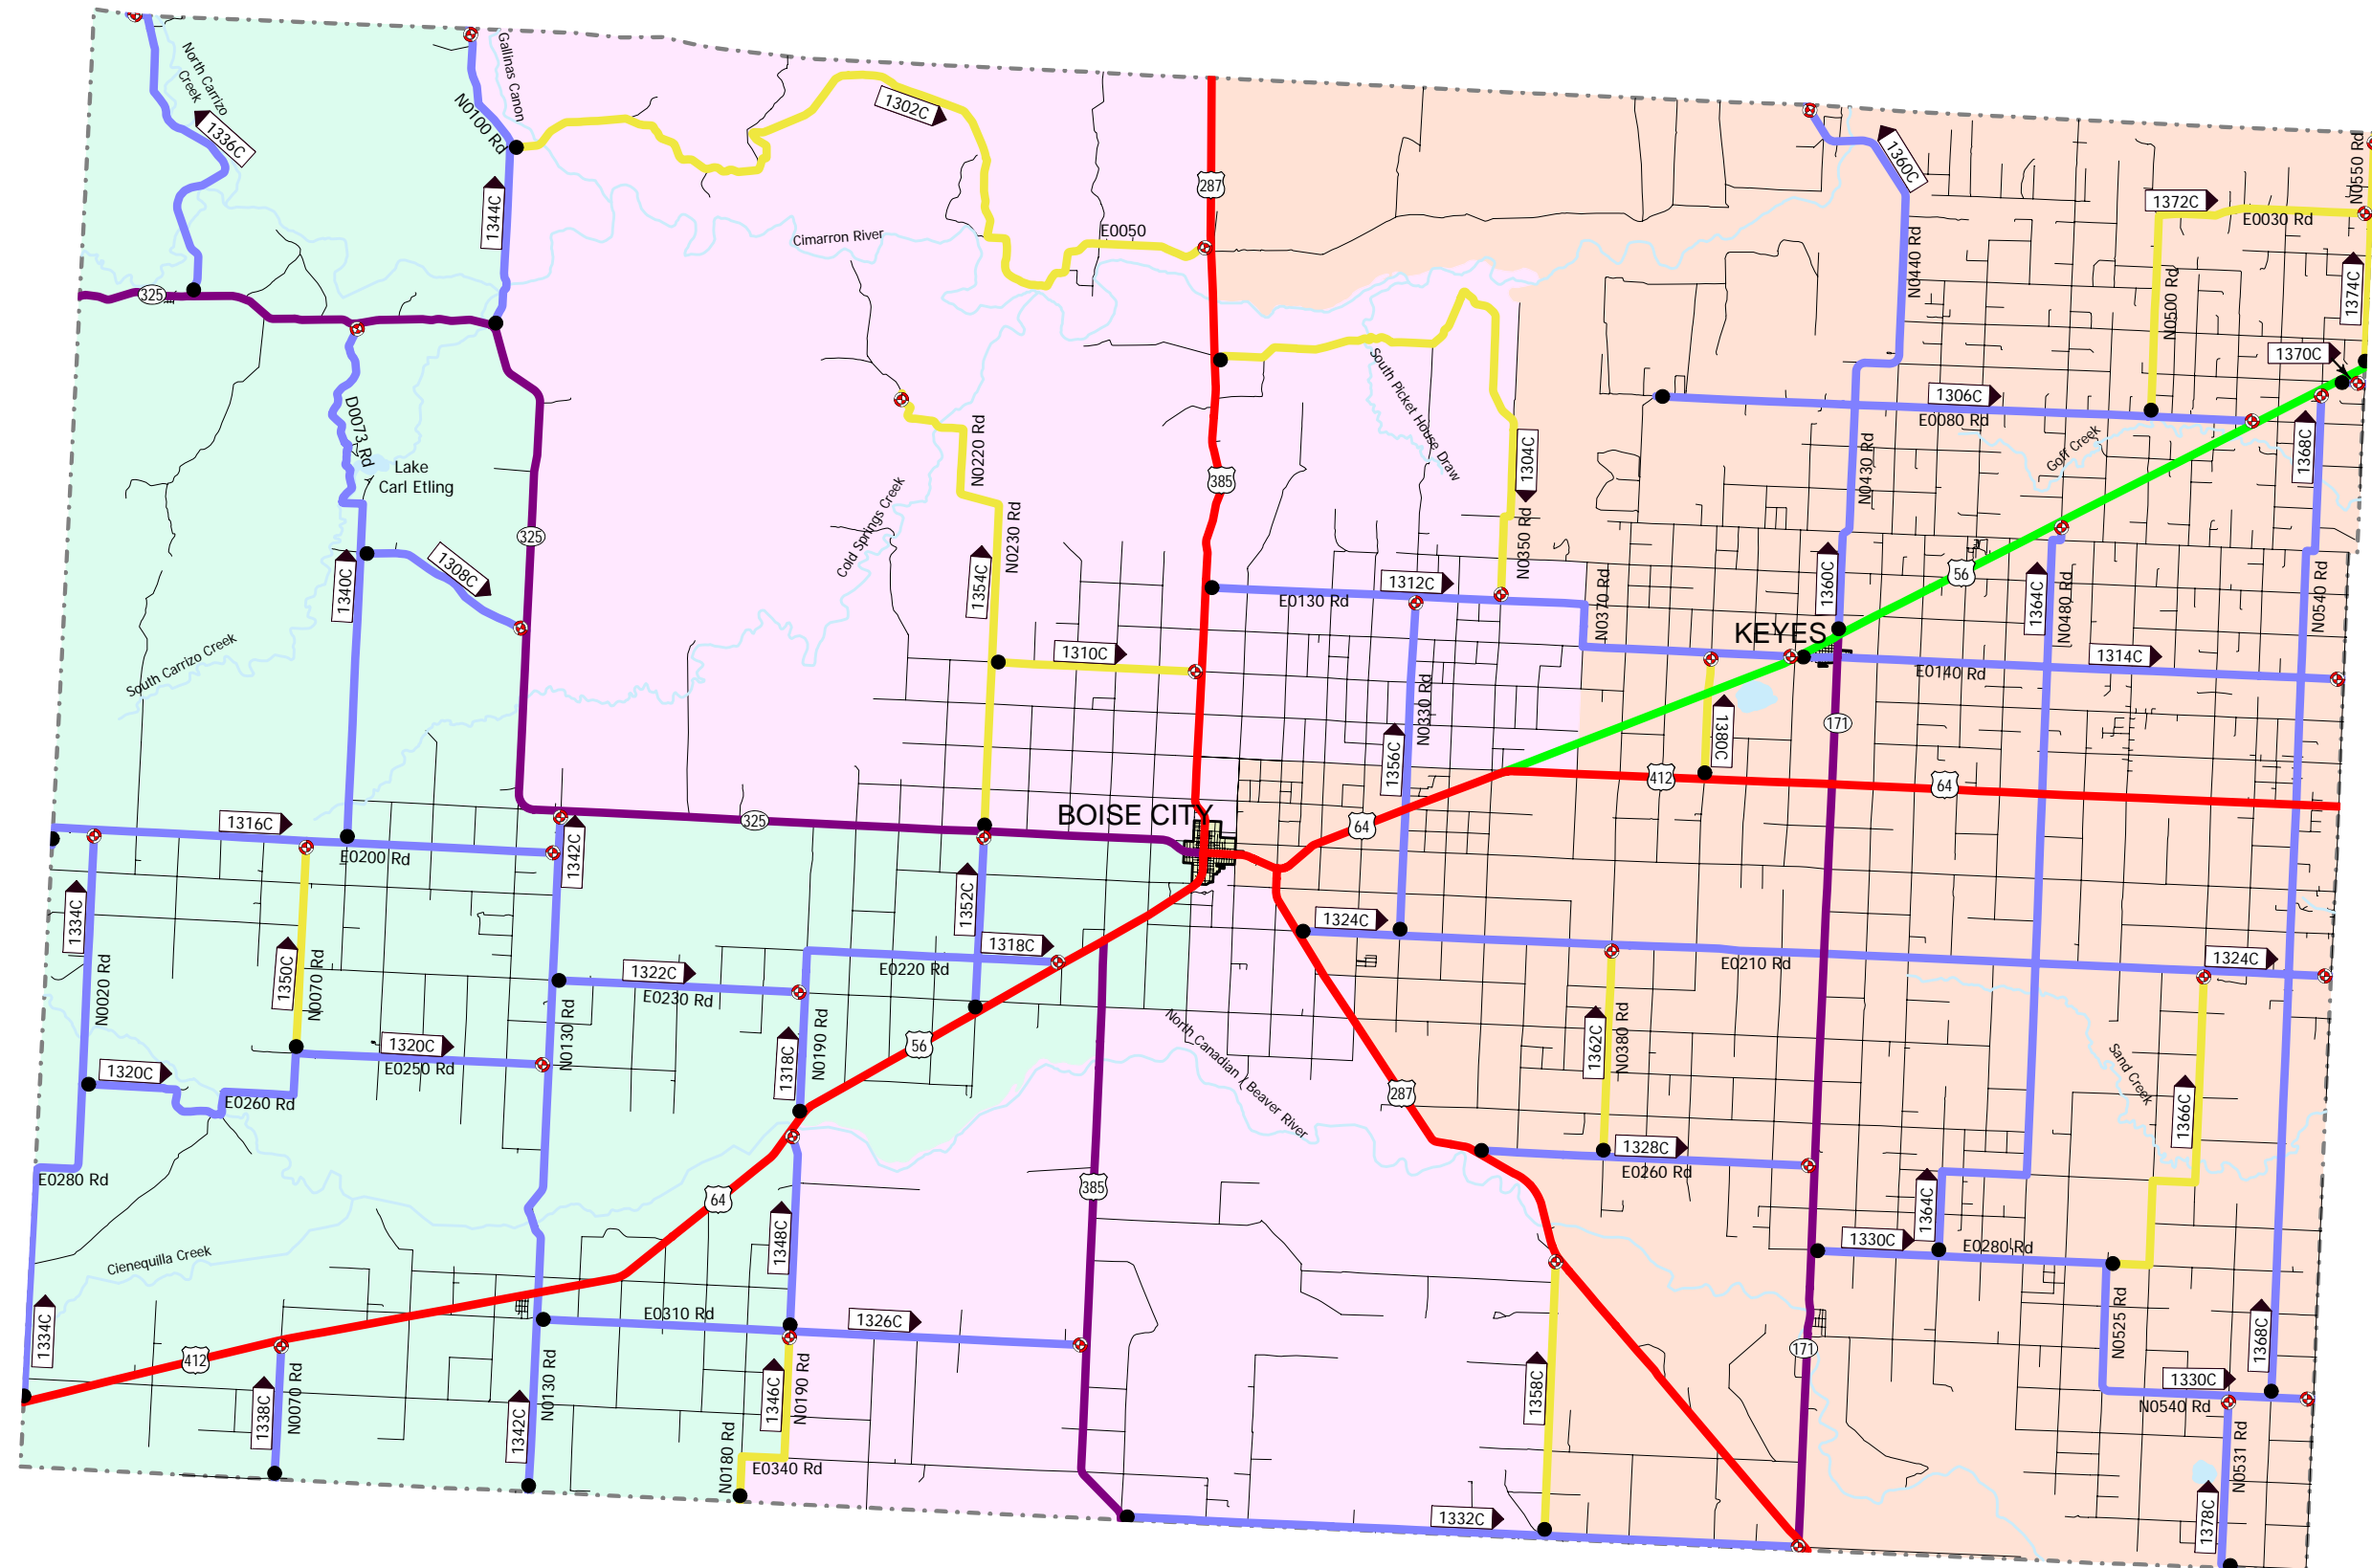 North Carrizo
Creek
1336C
Gallinas Canon
N0100 Rd
1302C
1344C
287
Cimarron River
E0050
1360C
N0440 Rd
N0550 Rd
1372C
E0030 Rd
N0500 Rd
1374C
1370C
325
D0073 Rd
Lake
Carl Etling
1340C
1308C
325
South Carrizo Creek
Cold Springs Creek
N0220 Rd
N0230 Rd
1354C
1310C
385
South Picket House Draw
1304C
N0350 Rd
1312C
E0130 Rd
N0370 Rd
1306C
E0080 Rd
N0430 Rd
Goff Creek
1368C
56
1360C
1364C
N0480 Rd
N0540 Rd
KEYES
1314C
E0140 Rd
N0330 Rd
1356C
1380C
171
412
64
1316C
E0200 Rd
1342C
325
BOISE CITY
64
1334C
N0020 Rd
1350C
N0070 Rd
1352C
1318C
E0220 Rd
1322C
E0230 Rd
1324C
E0210 Rd
1324C
1320C
E0260 Rd
1320C
E0250 Rd
N0130 Rd
1318C
N0190 Rd
56
North Canadian / Beaver River
287
1362C
N0380 Rd
1328C
E0260 Rd
Sand Creek
1366C
E0280 Rd
64
385
1348C
Cienequilla Creek
1364C
1330C
E0280 Rd
1334C
412
1338C
N0070 Rd
E0310 Rd
1326C
1342C
N0130 Rd
1346C
N0190 Rd
N0180 Rd
E0340 Rd
1358C
171
N0525 Rd
1368C
1330C
N0540 Rd
N0531 Rd
1332C
1378C